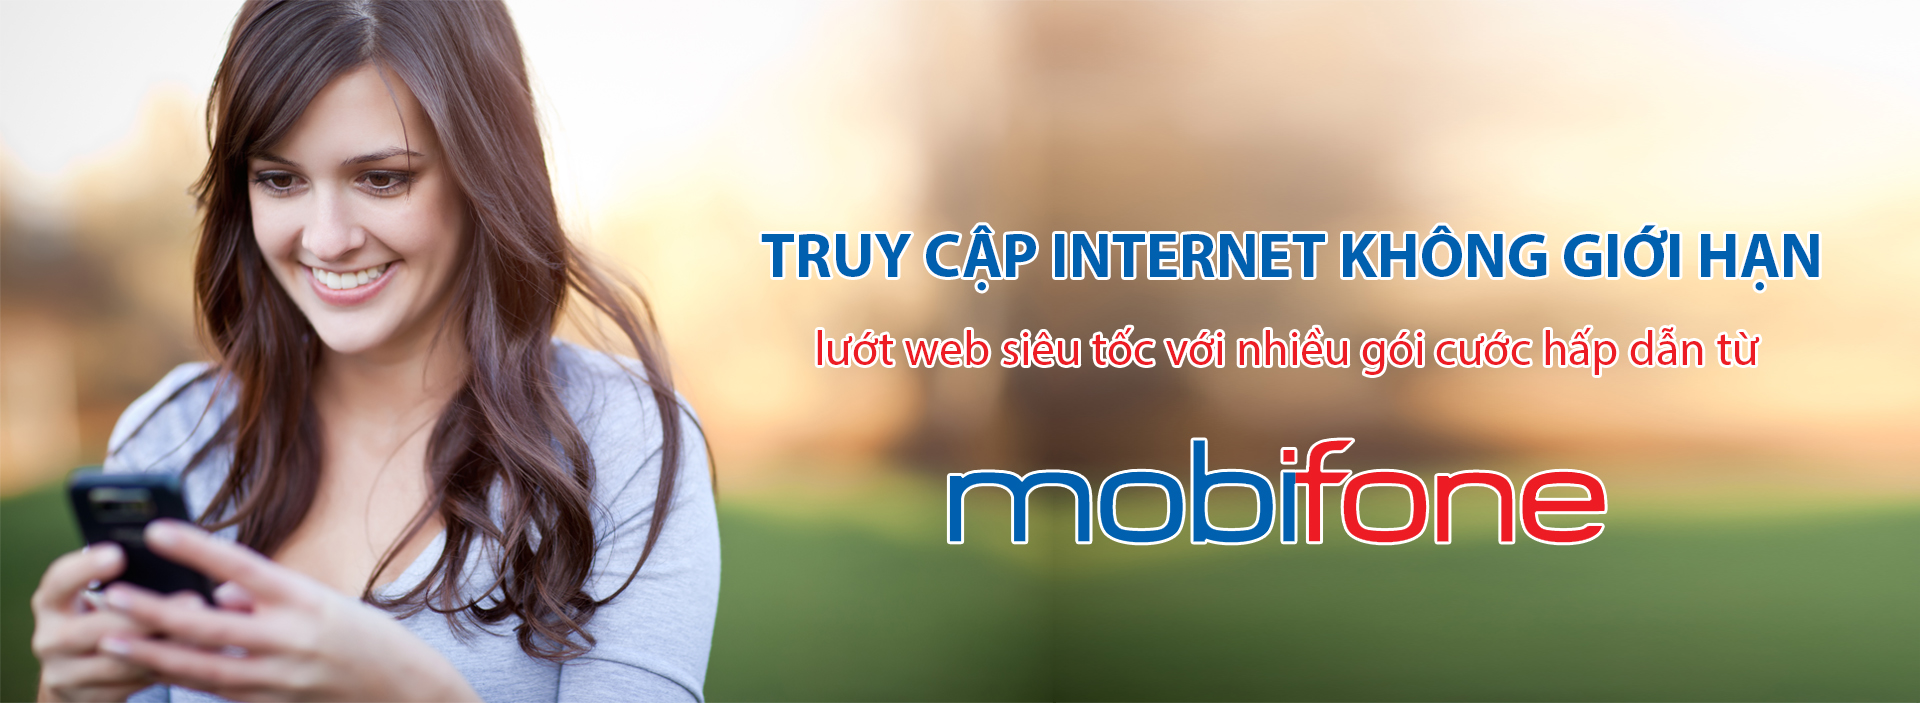 TRUY CẬP INTERNET KHÔNG GIỚI HẠN
lướt web siêu tốc với nhiều gói cước hấp dẫn từ
mobifone